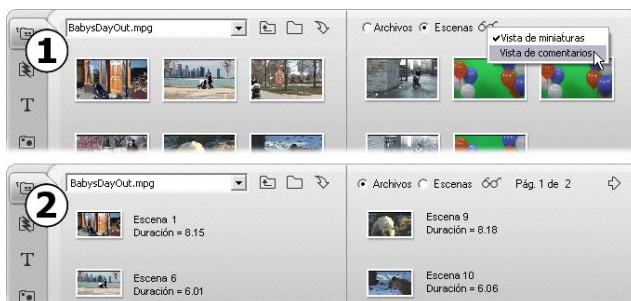 1
BabysDayOut.mpg
Archivos Escenas
Vista de miniaturas
Vista de comentarios
T
2
BabysDayOut.mpg
Archivos Escenas Pág. 1 de 2
Escena 1
Duración = 8.15
Escena 9
Duración = 8.18
T
Escena 6
Duración = 6.01
Escena 10
Duración = 6.06